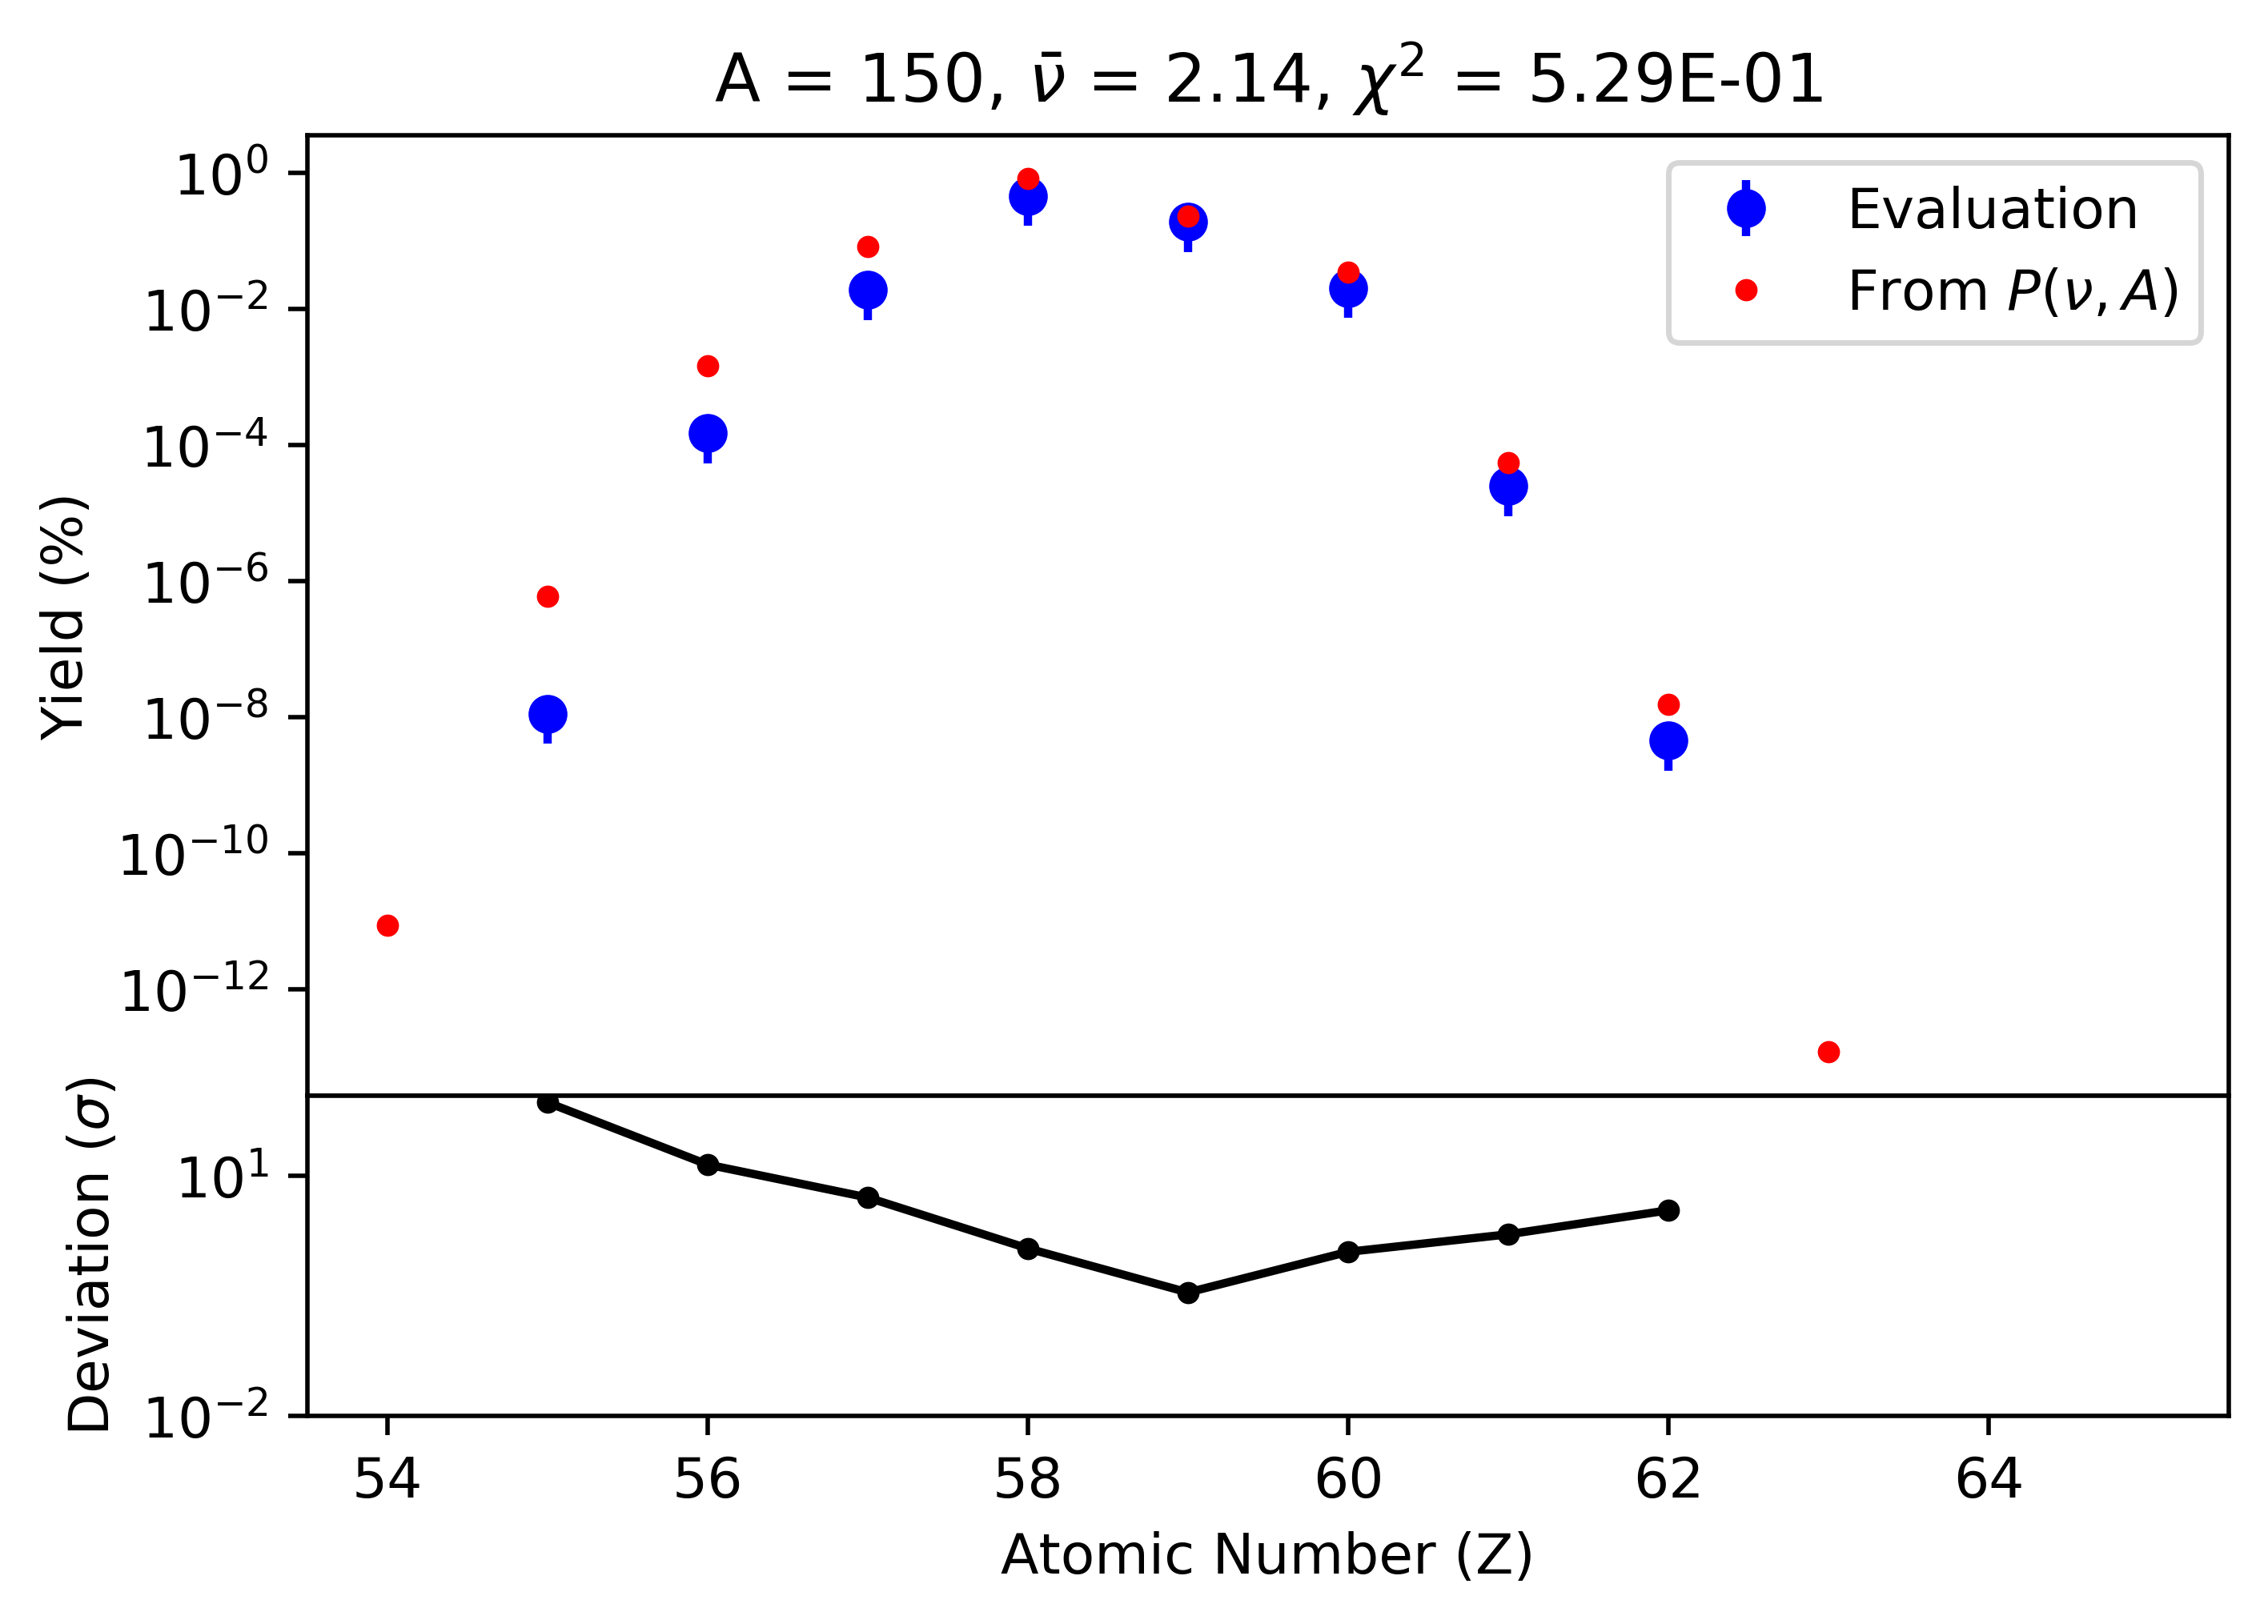 A = 150, ν̄ = 2.14, χ² = 5.29E-01
Evaluation
From P(ν, A)
Yield (%)
10⁰
10⁻²
10⁻⁴
10⁻⁶
10⁻⁸
10⁻¹⁰
10⁻¹²
Deviation (σ)
10¹
10⁻²
54 56 58 60 62 64
Atomic Number (Z)